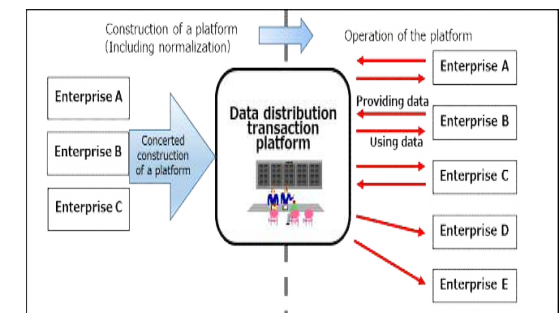 Construction of a platform
(Including normalization)
Operation of the platform
Enterprise A
Enterprise B
Enterprise C
Concerted
construction
of a platform
Data distribution
transaction
platform
Providing data
Using data
Enterprise A
Enterprise B
Enterprise C
Enterprise D
Enterprise E